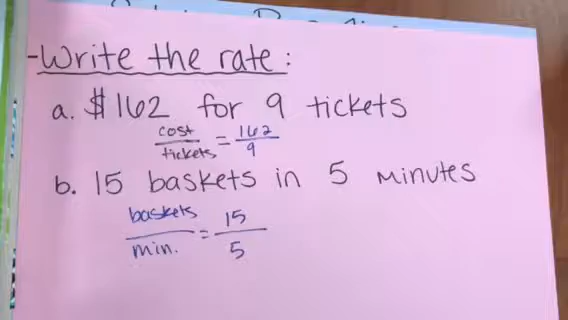 -Write the rate:
a. $162 for 9 tickets
cost/tickets = 162/9
b. 15 baskets in 5 minutes
baskets/min. = 15/5